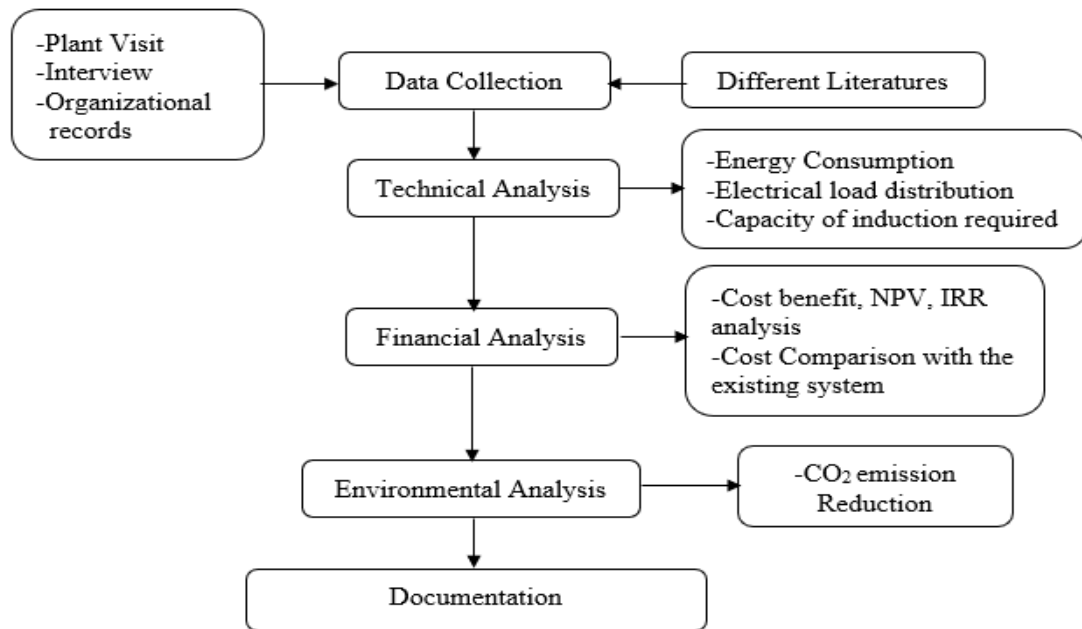 -Plant Visit
-Interview
-Organizational
records
Data Collection
Different Literatures
Technical Analysis
-Energy Consumption
-Electrical load distribution
-Capacity of induction required
Financial Analysis
-Cost benefit, NPV, IRR
analysis
-Cost Comparison with the
existing system
Environmental Analysis
-CO₂ emission
Reduction
Documentation